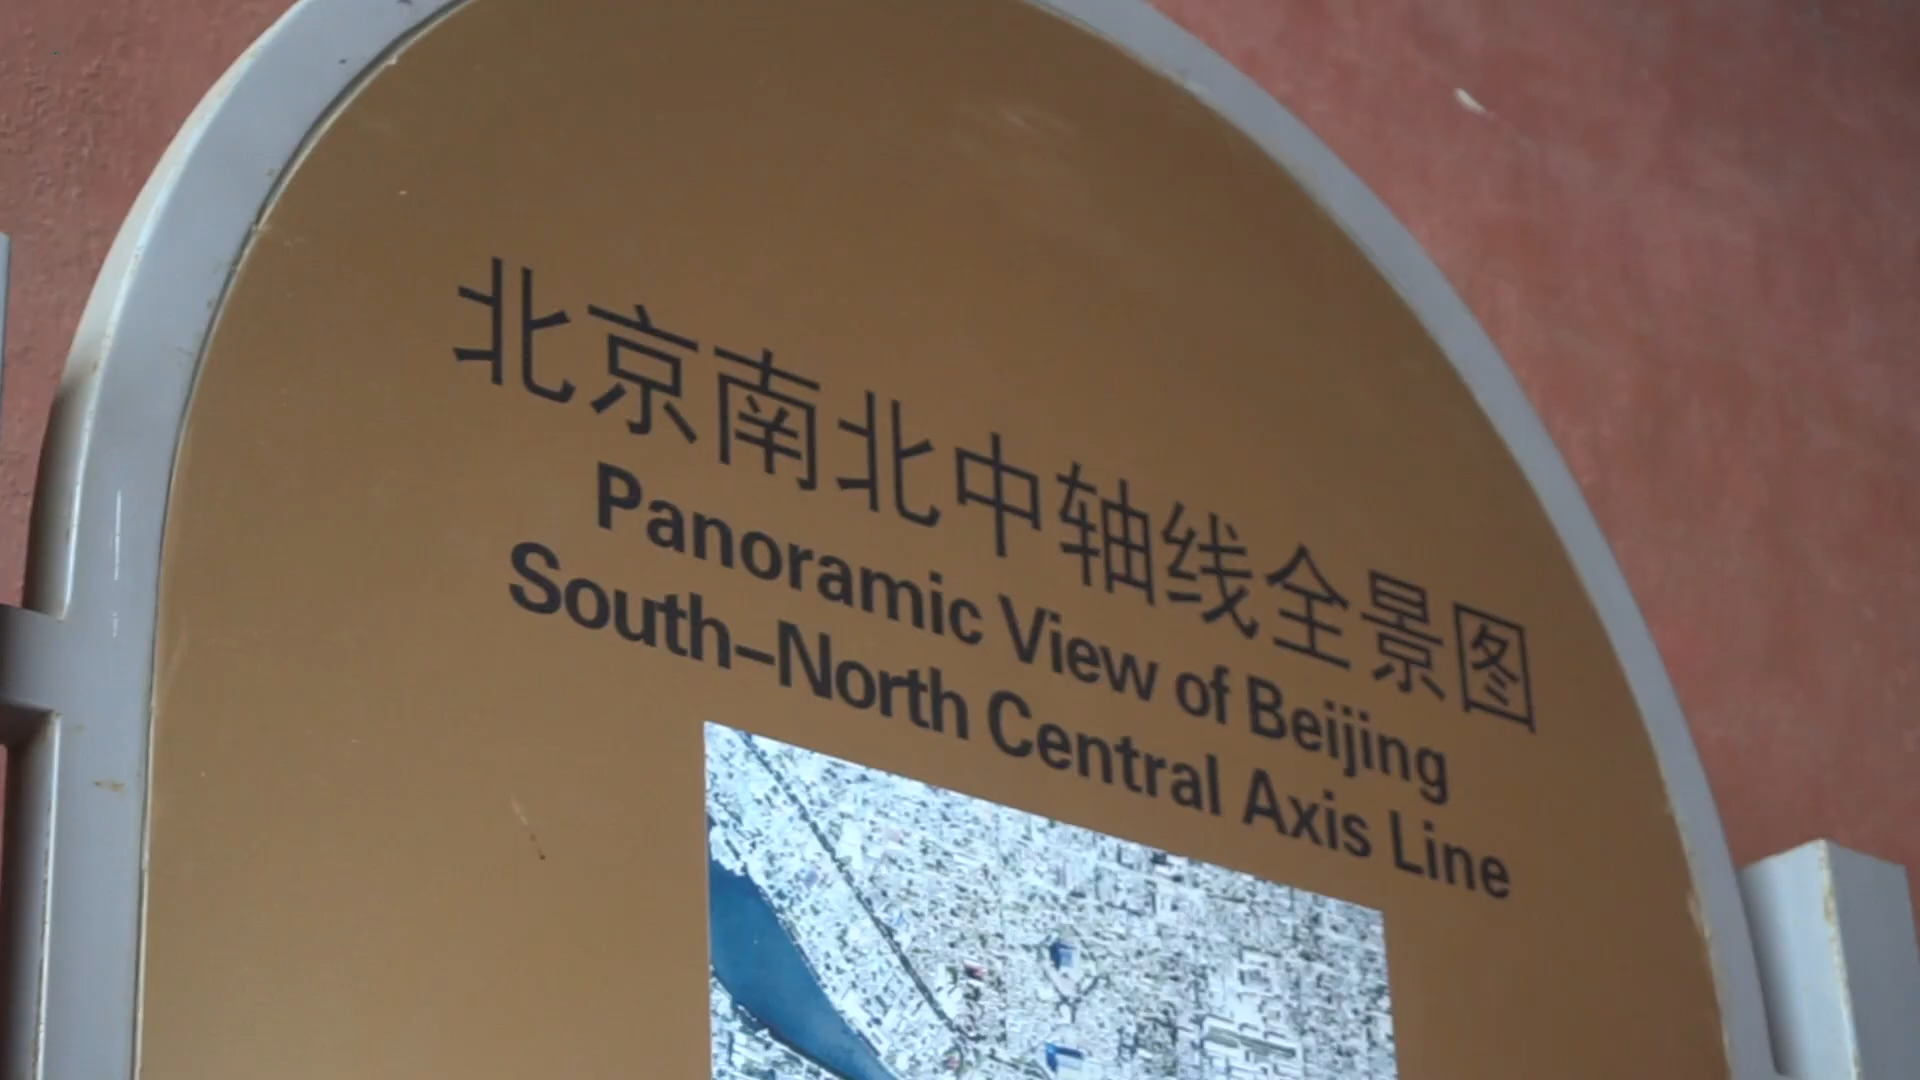 北京南北中轴线全景图
Panoramic View of Beijing
South-North Central Axis Line